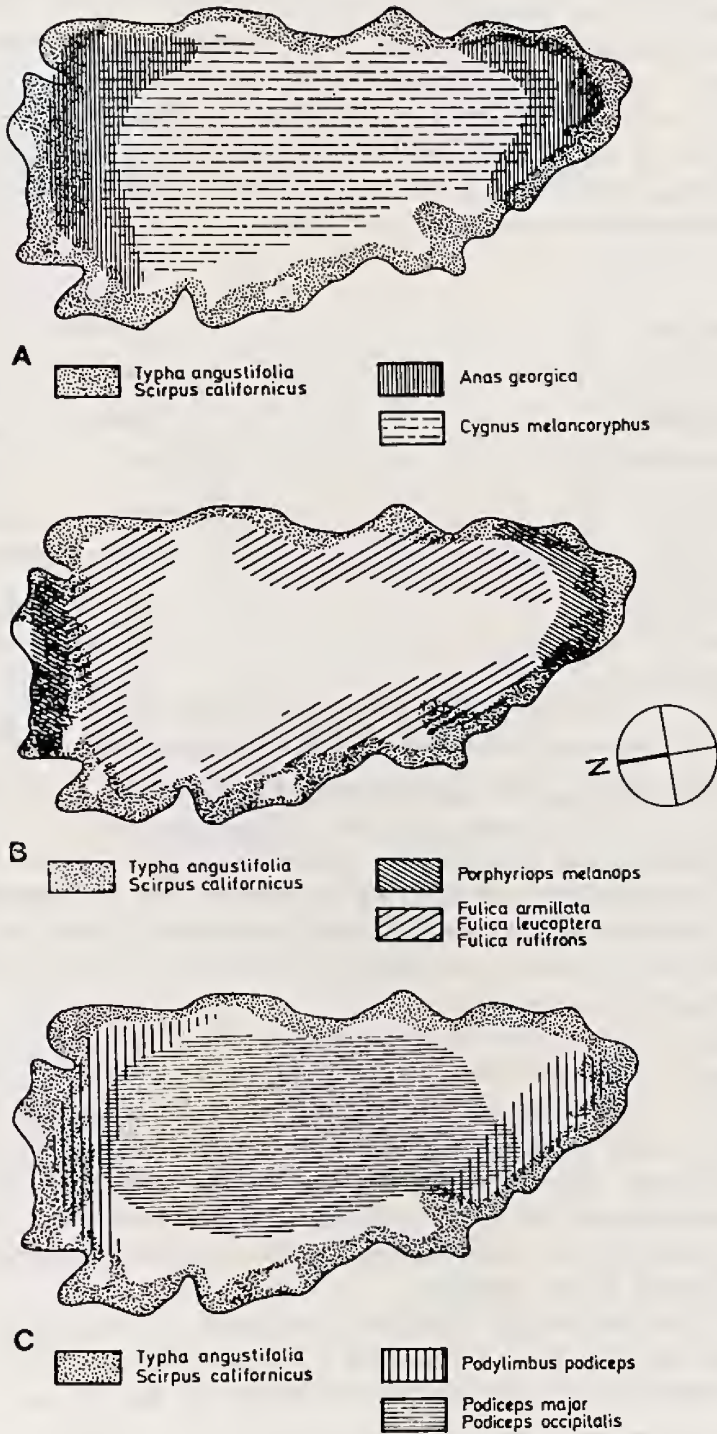 A
Typha angustifolia
Scirpus californicus
Anas georgica
Cygnus melancoryphus
N
B
Typha angustifolia
Scirpus californicus
Porphyriops melanops
Fulica armillata
Fulica leucoptera
Fulica rufifrons
C
Typha angustifolia
Scirpus californicus
Podylimbus podiceps
Podiceps major
Podiceps occipitalis